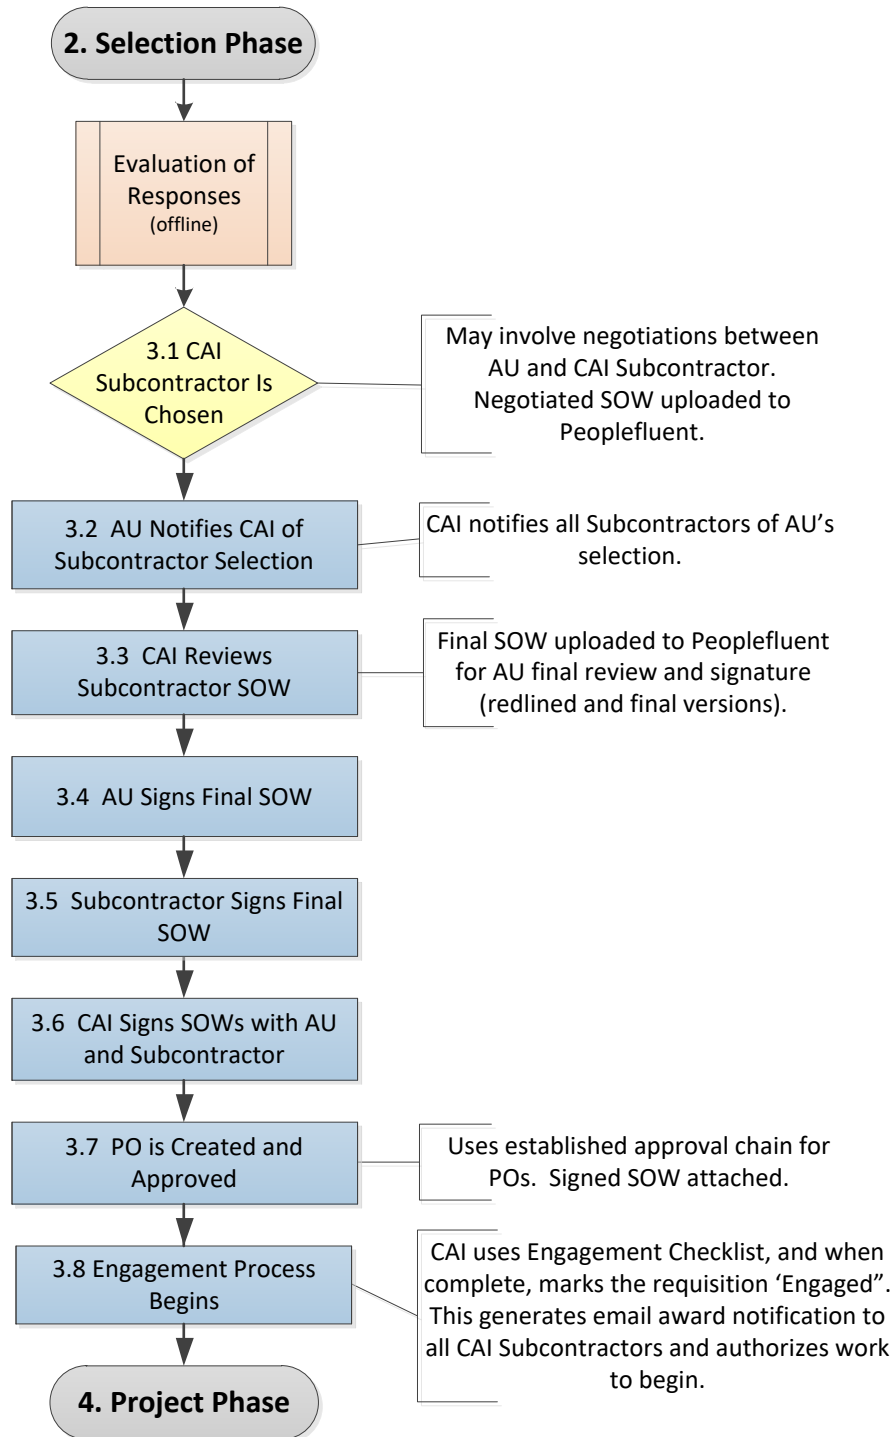 2. Selection Phase
Evaluation of
Responses
(offline)
3.1 CAI
Subcontractor Is
Chosen
May involve negotiations between
AU and CAI Subcontractor.
Negotiated SOW uploaded to
Peoplefluent.
3.2  AU Notifies CAI of
Subcontractor Selection
CAI notifies all Subcontractors of AU’s
selection.
3.3  CAI Reviews
Subcontractor SOW
Final SOW uploaded to Peoplefluent
for AU final review and signature
(redlined and final versions).
3.4  AU Signs Final SOW
3.5  Subcontractor Signs Final
SOW
3.6  CAI Signs SOWs with AU
and Subcontractor
3.7  PO is Created and
Approved
Uses established approval chain for
POs.  Signed SOW attached.
3.8 Engagement Process
Begins
CAI uses Engagement Checklist, and when
complete, marks the requisition ‘Engaged”.
This generates email award notification to
all CAI Subcontractors and authorizes work
to begin.
4. Project Phase